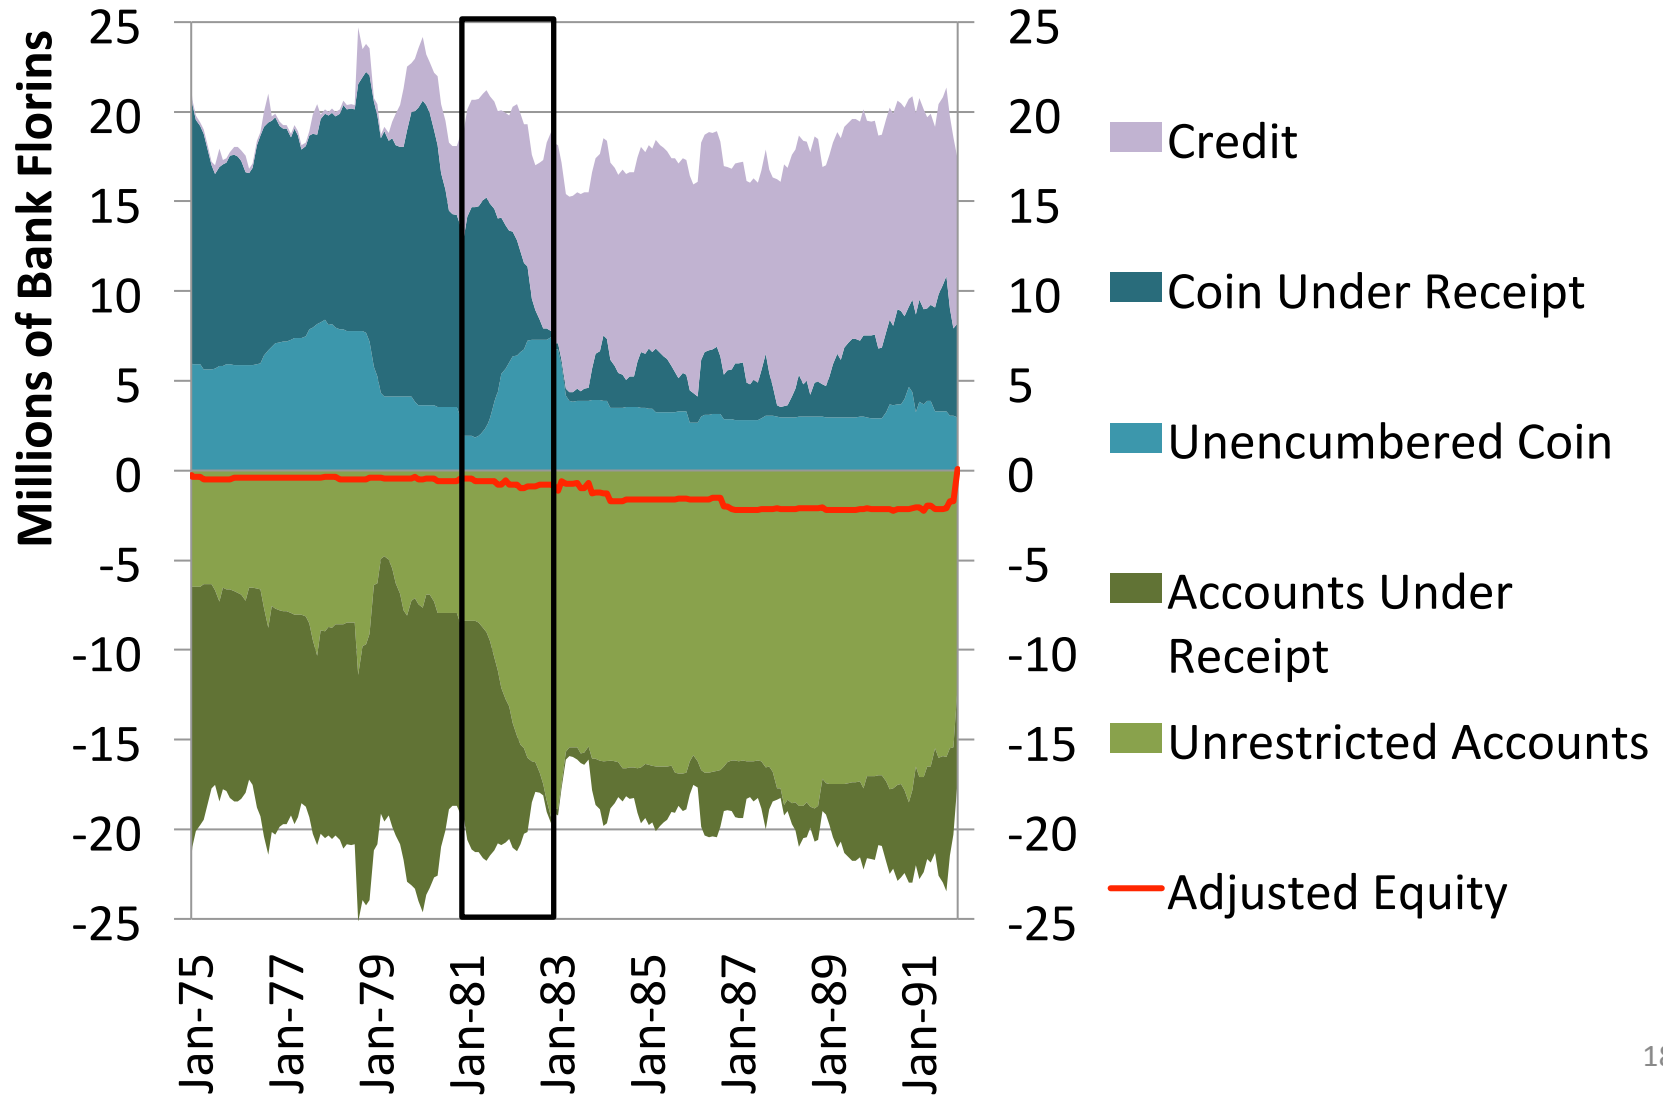 Millions of Bank Florins
25
20
15
10
5
0
-5
-10
-15
-20
-25
25
20
15
10
5
0
-5
-10
-15
-20
-25
Jan-75
Jan-77
Jan-79
Jan-81
Jan-83
Jan-85
Jan-87
Jan-89
Jan-91
Credit
Coin Under Receipt
Unencumbered Coin
Accounts Under
Receipt
Unrestricted Accounts
Adjusted Equity
18